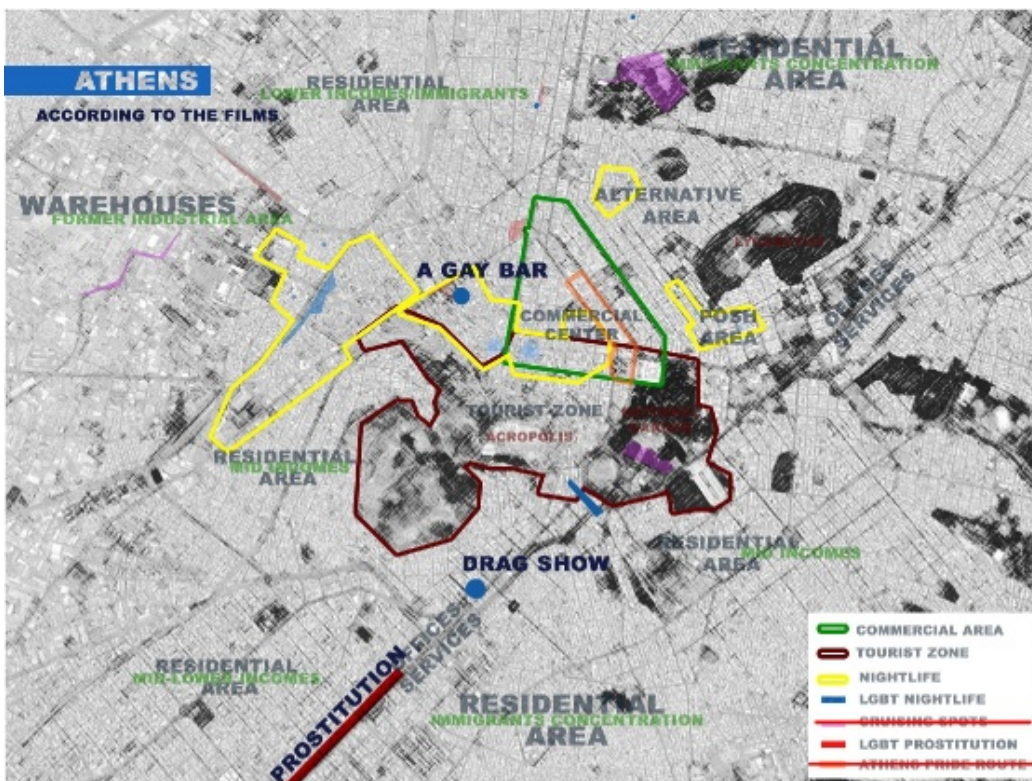 ATHENS
ACCORDING TO THE FILMS
RESIDENTIAL
LOWER INCOMES/IMMIGRANTS
AREA
RESIDENTIAL
IMMIGRANTS CONCENTRATION
AREA
WAREHOUSES
FORMER INDUSTRIAL AREA
ALTERNATIVE
AREA
A GAY BAR
COMMERCIAL
CENTER
POSH
AREA
SERVICES
TOURIST ZONE
ACROPOLIS
RESIDENTIAL
MID INCOMES
AREA
RESIDENTIAL
MID INCOMES
AREA
DRAG SHOW
SERVICES
PROSTITUTION
RESIDENTIAL
MID-LOWER INCOMES
AREA
RESIDENTIAL
IMMIGRANTS CONCENTRATION
AREA
COMMERCIAL AREA
TOURIST ZONE
NIGHTLIFE
LGBT NIGHTLIFE
CRUISING SPOTS
LGBT PROSTITUTION
ATHENS PRIDE ROUTE